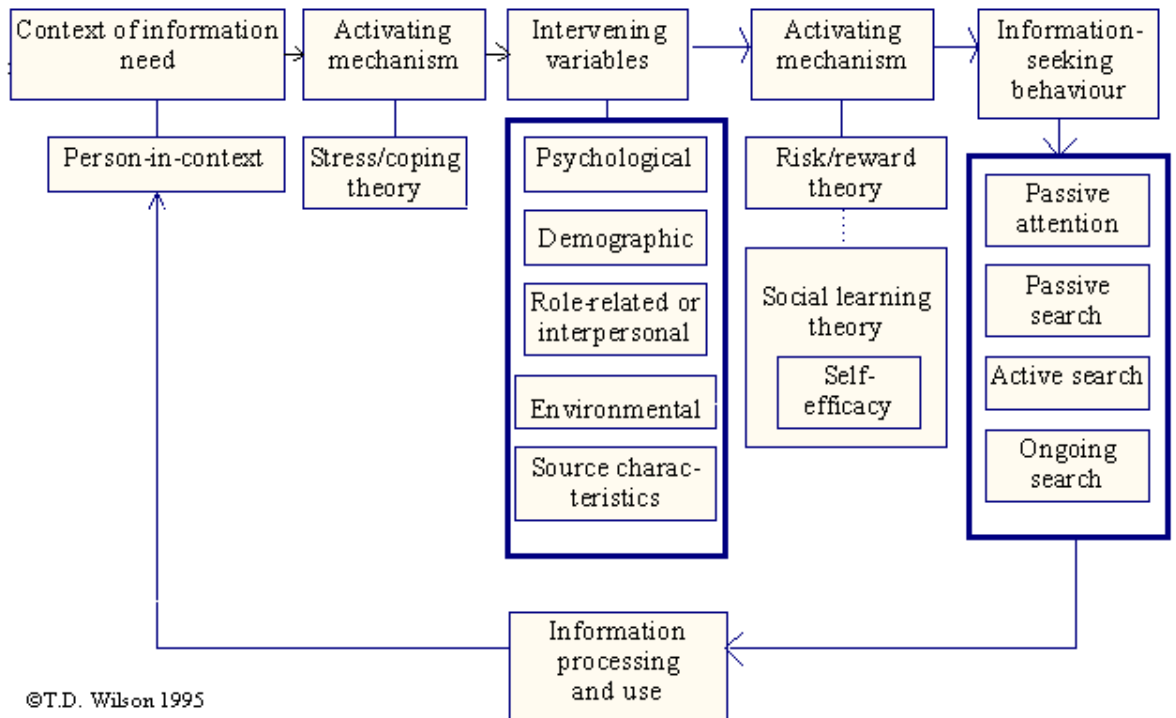 Context of information
need
Activating
mechanism
Intervening
variables
Activating
mechanism
Information-
seeking
behaviour
Person-in-context
Stress/coping
theory
Psychological
Demographic
Role-related or
interpersonal
Environmental
Source charac-
teristics
Risk/reward
theory
Social learning
theory
Self-
efficacy
Passive
attention
Passive
search
Active search
Ongoing
search
Information
processing
and use
©T.D. Wilson 1995